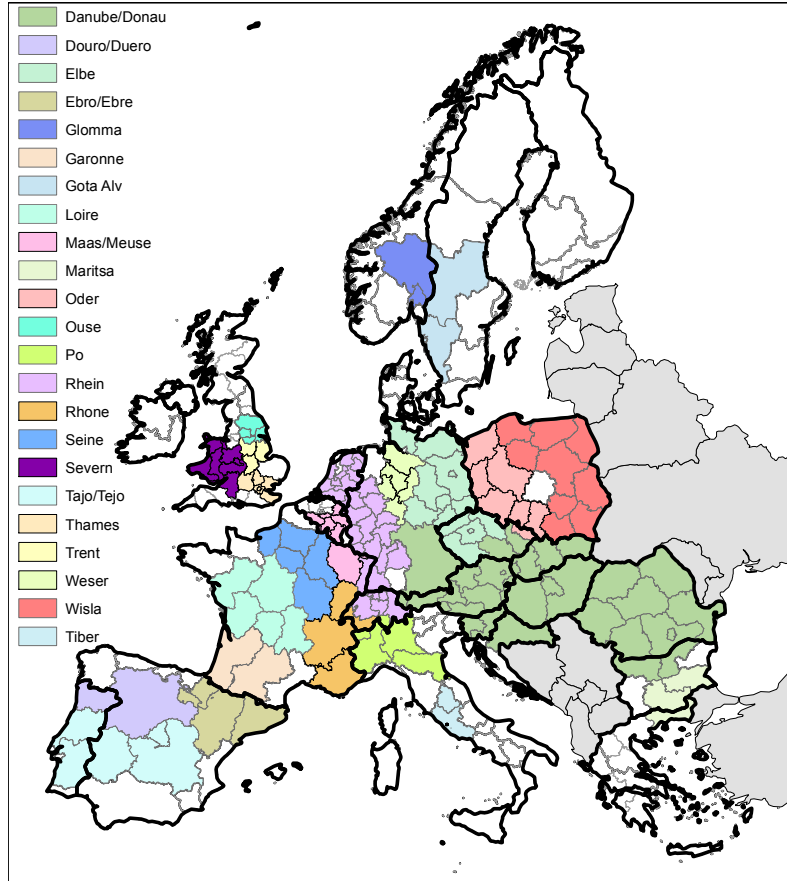 Danube/Donau
Douro/Duero
Elbe
Ebro/Ebre
Glomma
Garonne
Gota Alv
Loire
Maas/Meuse
Maritsa
Oder
Ouse
Po
Rhein
Rhone
Seine
Severn
Tajo/Tejo
Thames
Trent
Weser
Wisla
Tiber